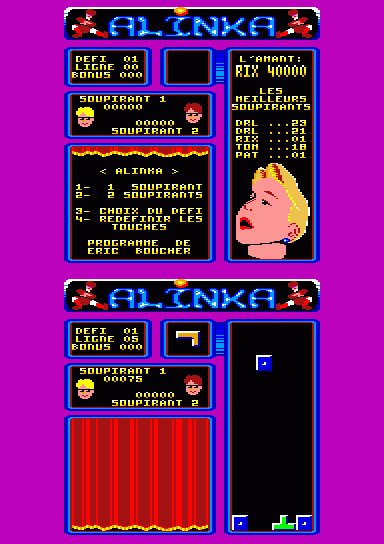 ALINKA
DEFI 01
LIGNE 00
BONUS 000
SOUPIRANT 1
00000
00000
SOUPIRANT 2
< ALINKA >
1- 1 SOUPIRANT
2- 2 SOUPIRANTS
3- CHOIX DU DEFI
4- REDEFINIR LES
TOUCHES
PROGRAMME DE
ERIC BOUCHER
L'AMANT:
RIX 40000
LES
MEILLEURS
SOUPIRANTS
DRL ...23
DRL ...21
RIX ...01
TOM ...18
PAT ...01
ALINKA
DEFI 01
LIGNE 05
BONUS 000
SOUPIRANT 1
00075
00000
SOUPIRANT 2